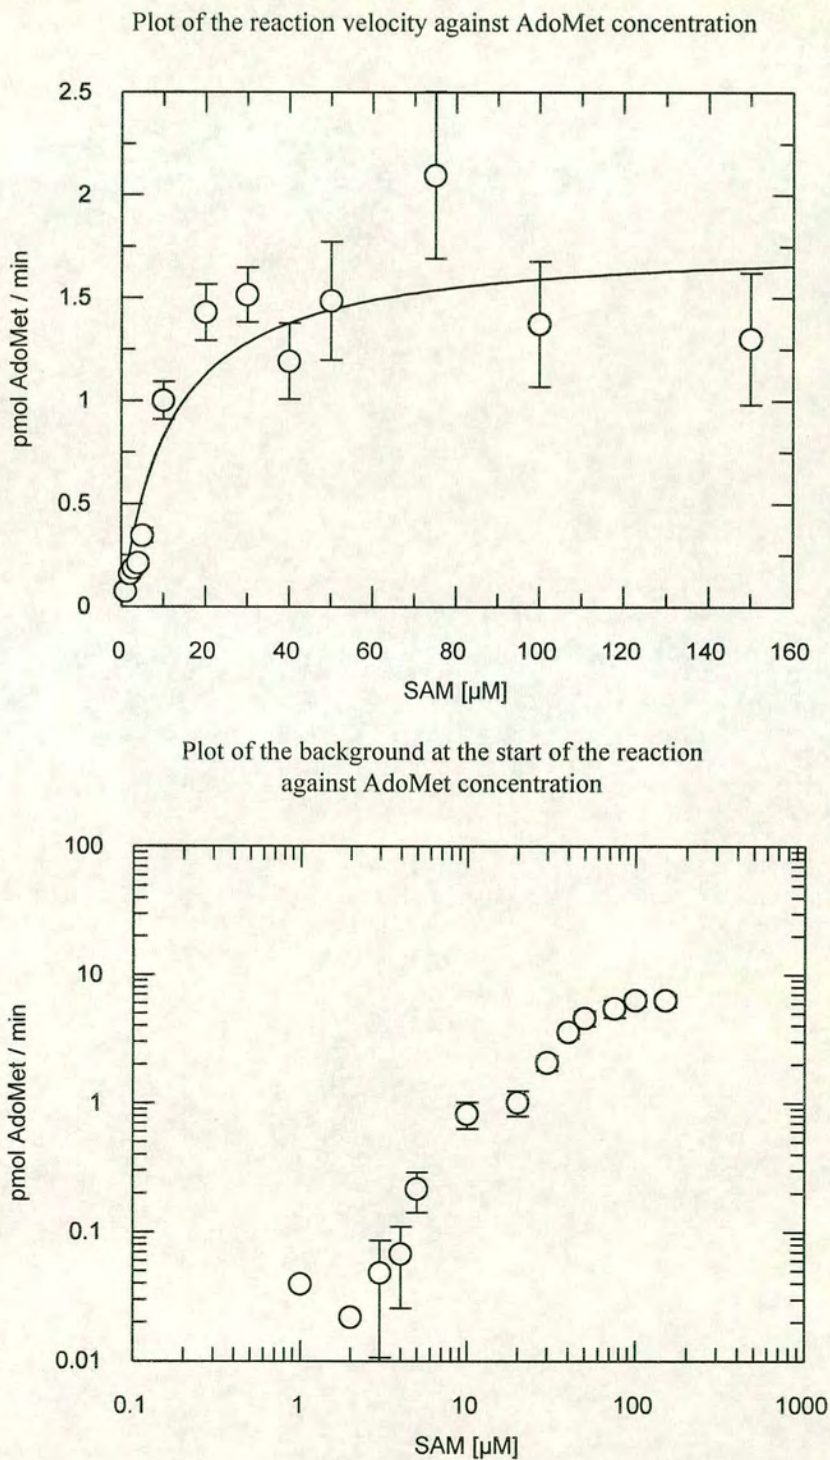 Plot of the reaction velocity against AdoMet concentration
2.5
2
1.5
1
0.5
0
pmol AdoMet / min
0 20 40 60 80 100 120 140 160
SAM [µM]
Plot of the background at the start of the reaction
against AdoMet concentration
100
10
1
0.1
0.01
pmol AdoMet / min
0.1 1 10 100 1000
SAM [µM]